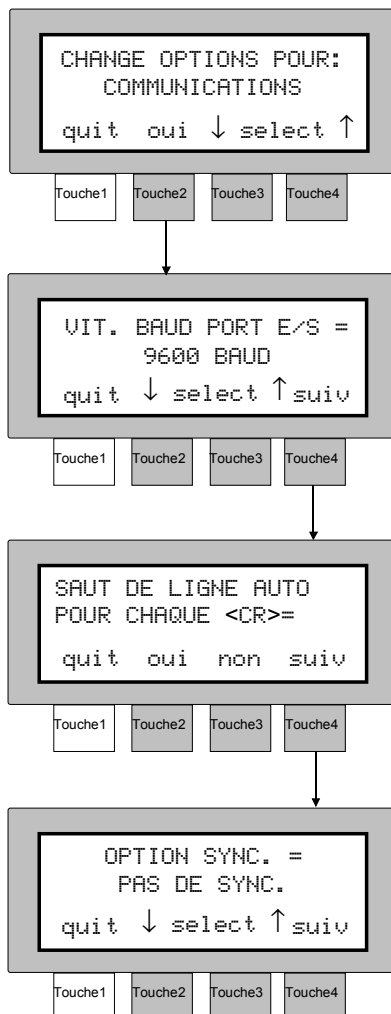 CHANGE OPTIONS POUR:
COMMUNICATIONS
quit oui ↓ select ↑
Touche1 Touche2 Touche3 Touche4
VIT. BAUD PORT E/S =
9600 BAUD
quit ↓ select ↑ suiv
Touche1 Touche2 Touche3 Touche4
SAUT DE LIGNE AUTO
POUR CHAQUE <CR>=
quit oui non suiv
Touche1 Touche2 Touche3 Touche4
OPTION SYNC. =
PAS DE SYNC.
quit ↓ select ↑ suiv
Touche1 Touche2 Touche3 Touche4